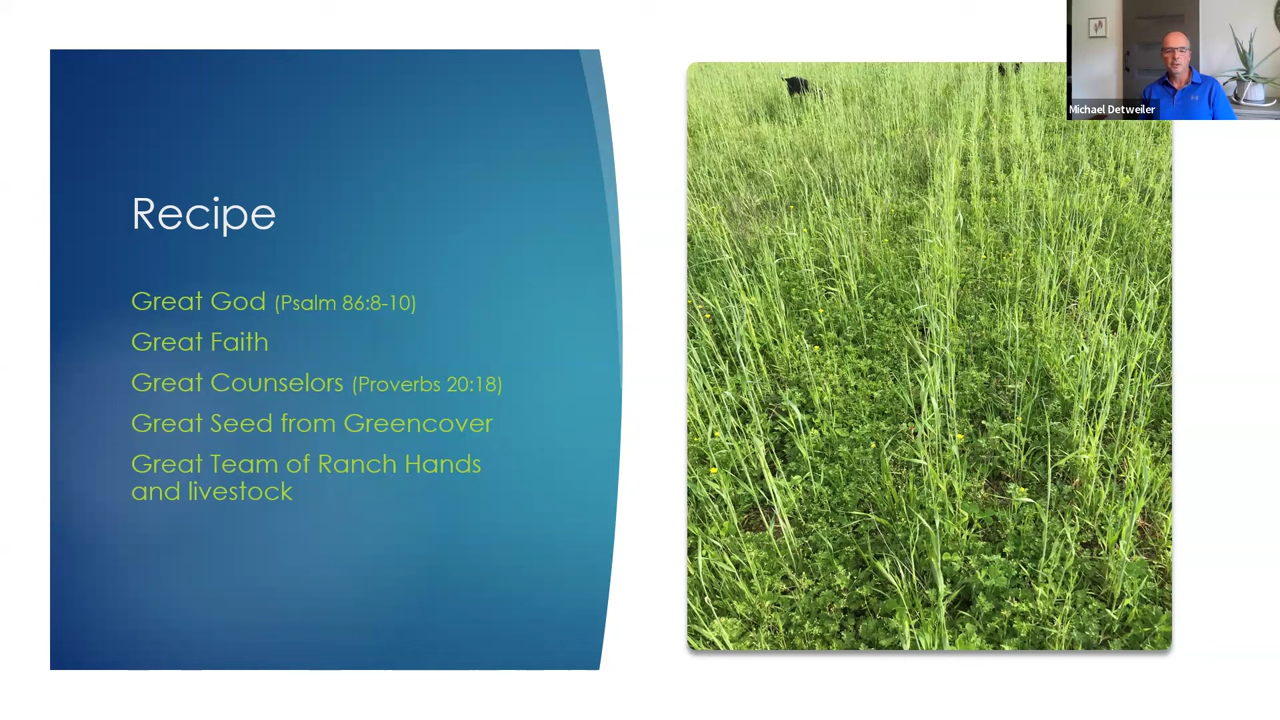 Recipe
Great God (Psalm 86:8-10)
Great Faith
Great Counselors (Proverbs 20:18)
Great Seed from Greencover
Great Team of Ranch Hands
and livestock
Michael Detweiler